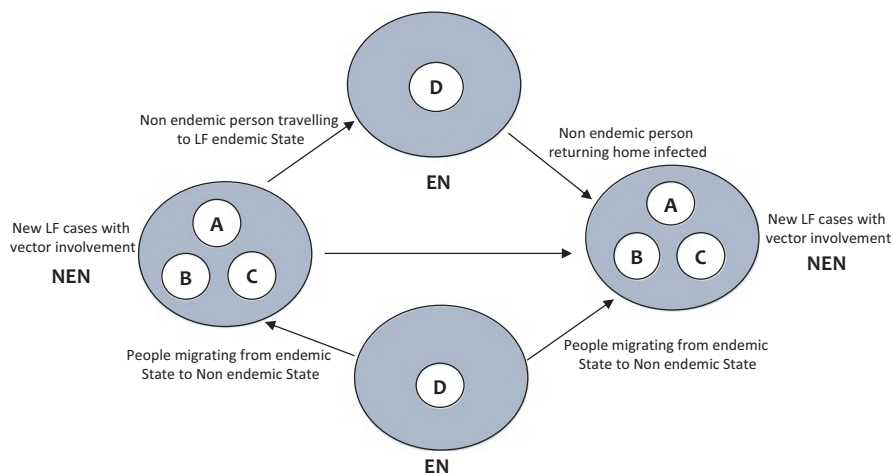 D
Non endemic person travelling
to LF endemic State
Non endemic person
returning home infected
EN
A
B
C
New LF cases with
vector involvement
NEN
A
B
C
New LF cases with
vector involvement
NEN
People migrating from endemic
State to Non endemic State
D
People migrating from endemic
State to Non endemic State
EN